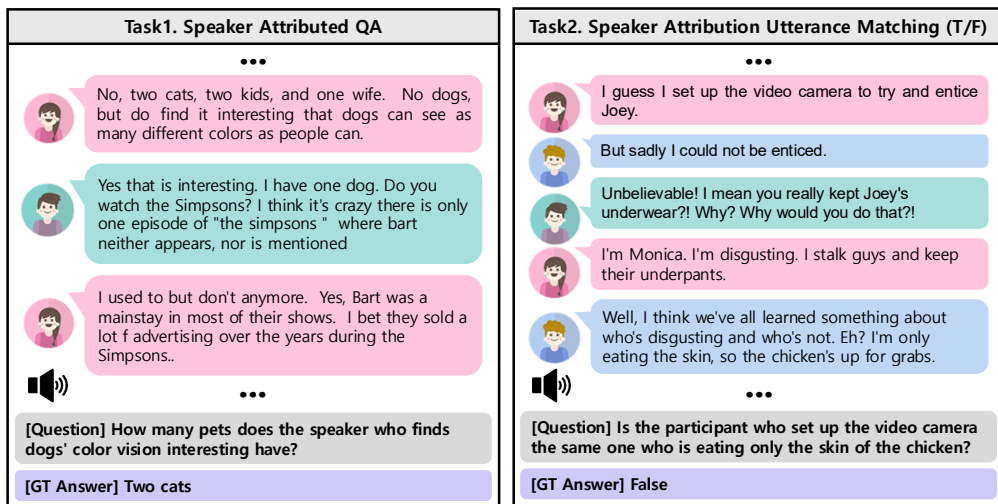 Task1. Speaker Attributed QA
•••
No, two cats, two kids, and one wife. No dogs,
but do find it interesting that dogs can see as
many different colors as people can.
Yes that is interesting. I have one dog. Do you
watch the Simpsons? I think it's crazy there is only
one episode of "the simpsons " where bart
neither appears, nor is mentioned
I used to but don't anymore. Yes, Bart was a
mainstay in most of their shows. I bet they sold a
lot f advertising over the years during the
Simpsons..
•••
[Question] How many pets does the speaker who finds
dogs' color vision interesting have?
[GT Answer] Two cats
Task2. Speaker Attribution Utterance Matching (T/F)
•••
I guess I set up the video camera to try and entice
Joey.
But sadly I could not be enticed.
Unbelievable! I mean you really kept Joey's
underwear?! Why? Why would you do that?!
I'm Monica. I'm disgusting. I stalk guys and keep
their underpants.
Well, I think we've all learned something about
who's disgusting and who's not. Eh? I'm only
eating the skin, so the chicken's up for grabs.
•••
[Question] Is the participant who set up the video camera
the same one who is eating only the skin of the chicken?
[GT Answer] False